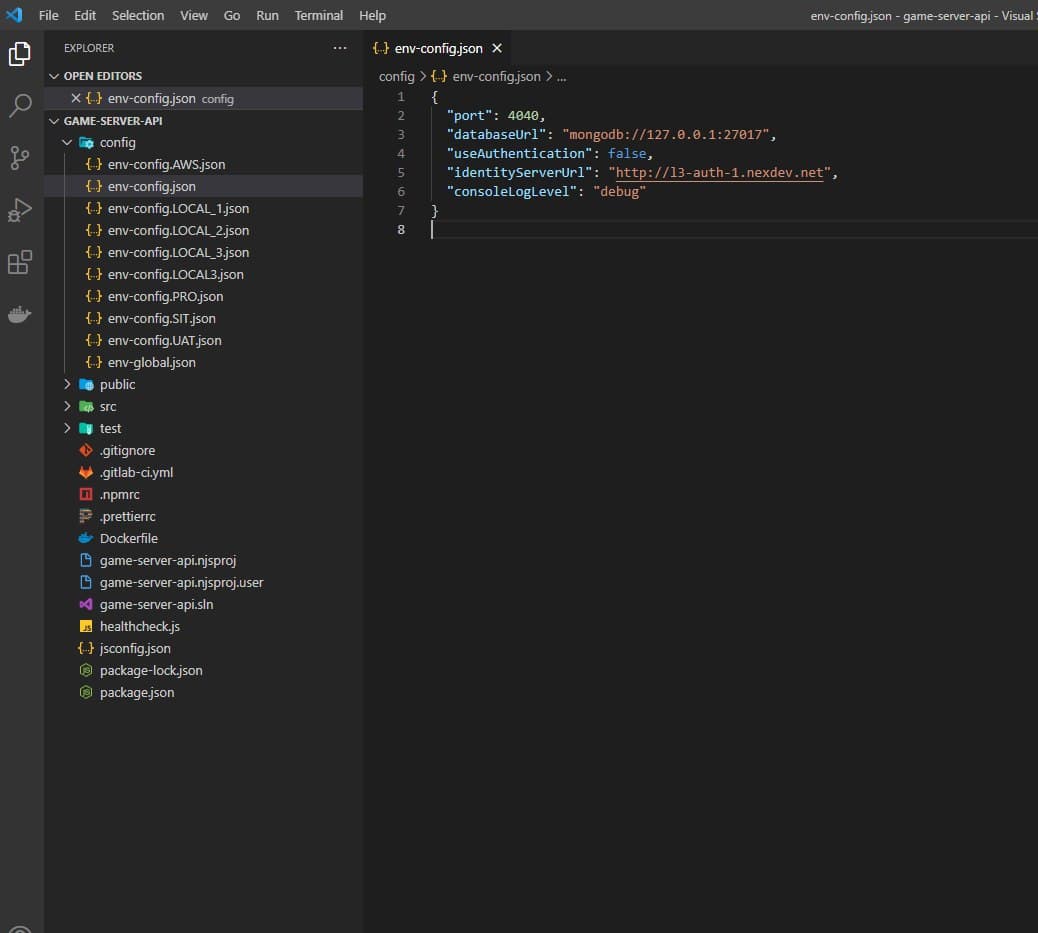 File Edit Selection View Go Run Terminal Help
env-config.json - game-server-api - Visual S
EXPLORER
OPEN EDITORS
env-config.json config
GAME-SERVER-API
config
env-config.AWS.json
env-config.json
env-config.LOCAL_1.json
env-config.LOCAL_2.json
env-config.LOCAL_3.json
env-config.LOCAL3.json
env-config.PRO.json
env-config.SIT.json
env-config.UAT.json
env-global.json
public
src
test
.gitignore
.gitlab-ci.yml
.npmrc
.prettierrc
Dockerfile
game-server-api.njsproj
game-server-api.njsproj.user
game-server-api.sln
healthcheck.js
jsconfig.json
package-lock.json
package.json
{..} env-config.json
config > {..} env-config.json > ...
1 {
2 "port": 4040,
3 "databaseUrl": "mongodb://127.0.0.1:27017",
4 "useAuthentication": false,
5 "identityServerUrl": "http://l3-auth-1.nexdev.net",
6 "consoleLogLevel": "debug"
7 }
8